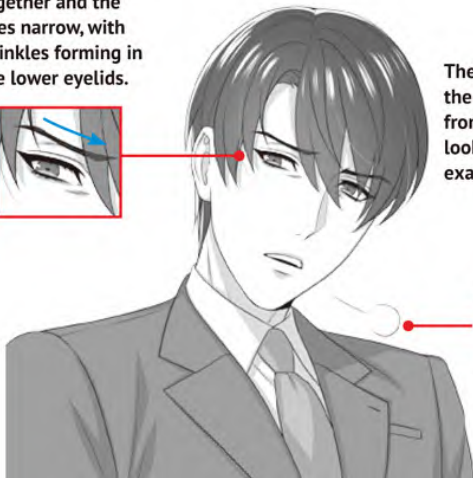 gether and the
es narrow, with
inkles forming in
e lower eyelids.
The
the
fron
look
exa